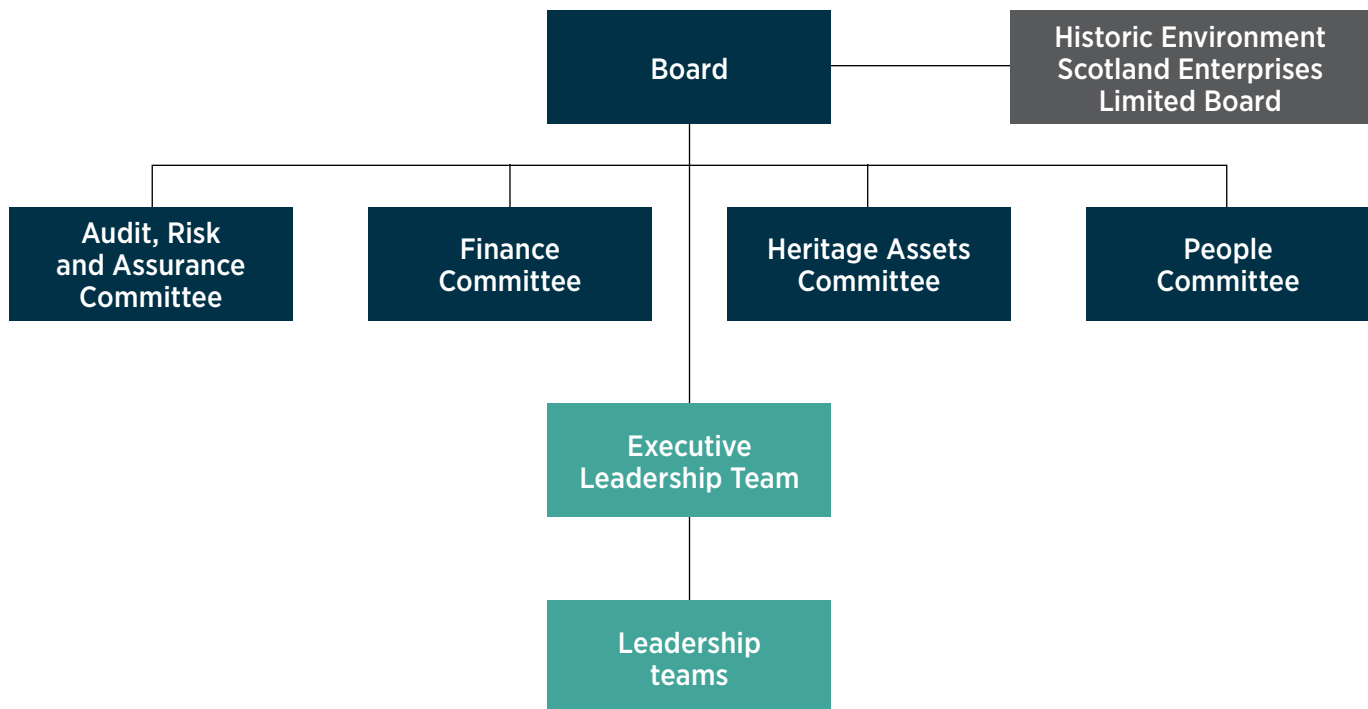 Board
Historic Environment
Scotland Enterprises
Limited Board
Audit, Risk
and Assurance
Committee
Finance
Committee
Heritage Assets
Committee
People
Committee
Executive
Leadership Team
Leadership
teams